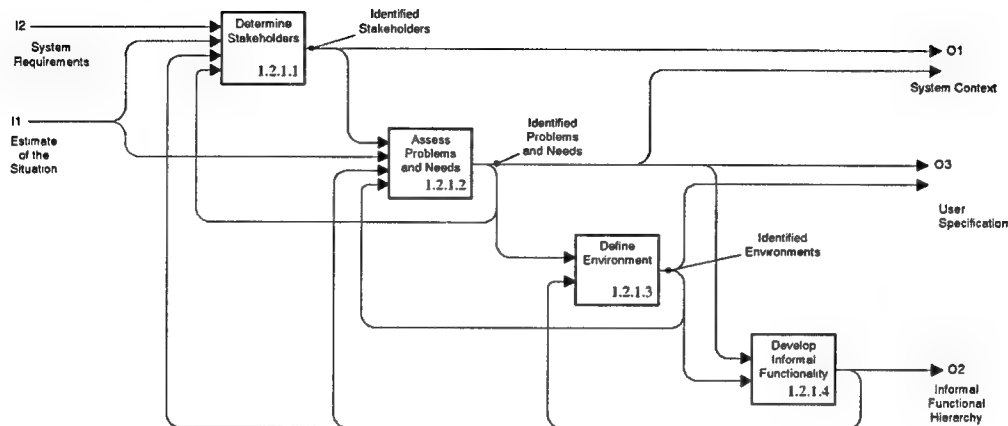 I2
System
Requirements
Determine
Stakeholders
1.2.1.1
Identified
Stakeholders
O1
System Context
I1
Estimate
of the
Situation
Assess
Problems
and Needs
1.2.1.2
Identified
Problems
and Needs
O3
User
Specification
Define
Environment
1.2.1.3
Identified
Environments
Develop
Informal
Functionality
1.2.1.4
O2
Informal
Functional
Hierarchy